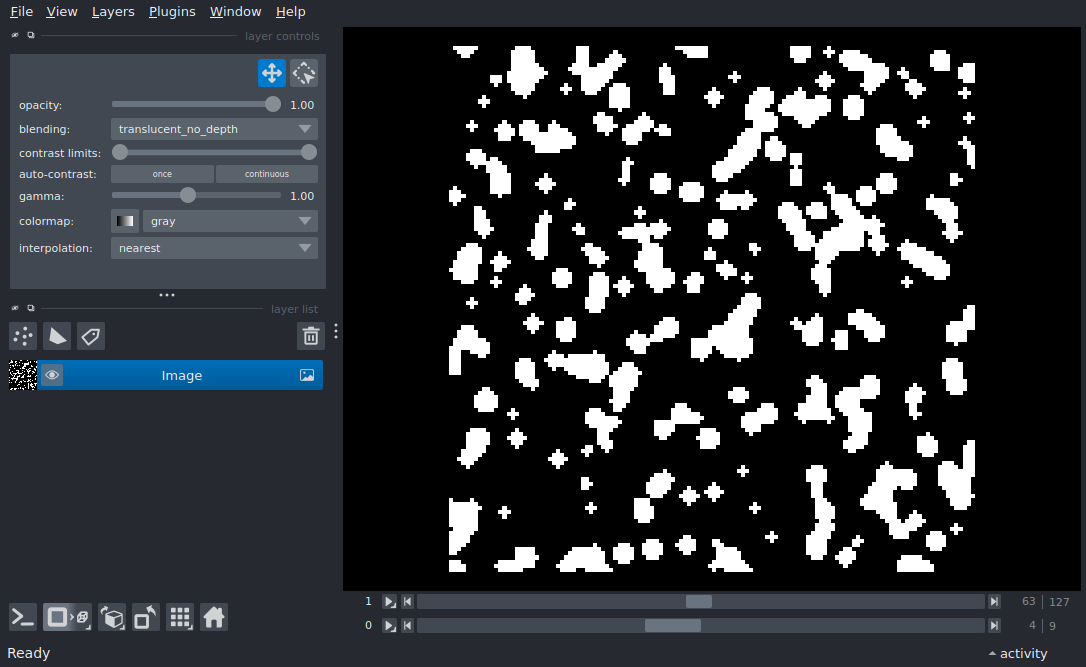 File View Layers Plugins Window Help
layer controls
opacity: 1.00
blending: translucent_no_depth
contrast limits:
auto-contrast: once continuous
gamma: 1.00
colormap: gray
interpolation: nearest
layer list
Image
1 63 127
0 4 9
Ready activity